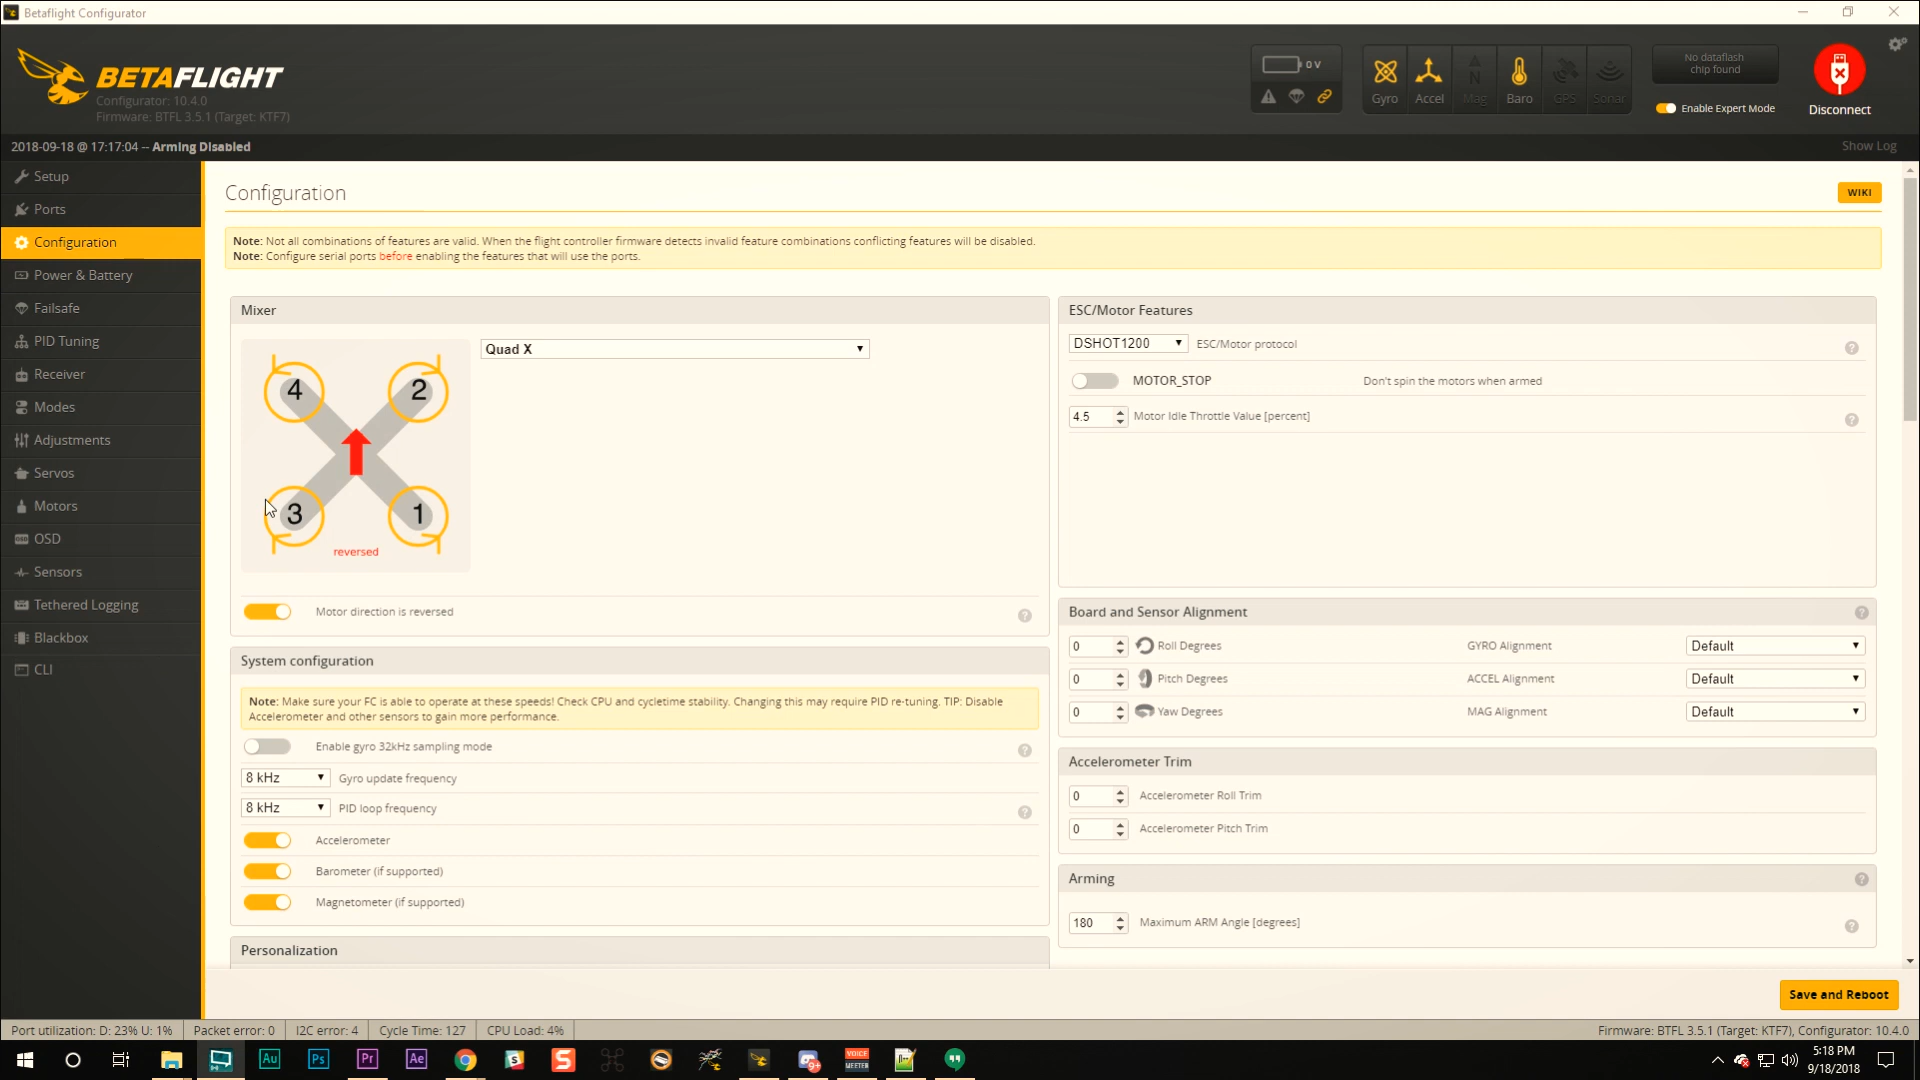 Betaflight Configurator
BETAFLIGHT
Configurator: 10.4.0
Firmware: BTFL 3.5.1 (Target: KTF7)
0 V
Gyro
Accel
Mag
Baro
GPS
Sonar
No dataflash
chip found
Enable Expert Mode
Disconnect
2018-09-18 @ 17:17:04 -- Arming Disabled
Show Log
Setup
Ports
Configuration
Power & Battery
Failsafe
PID Tuning
Receiver
Modes
Adjustments
Servos
Motors
OSD
Sensors
Tethered Logging
Blackbox
CLI
Configuration
WIKI
Note: Not all combinations of features are valid. When the flight controller firmware detects invalid feature combinations conflicting features will be disabled.
Note: Configure serial ports before enabling the features that will use the ports.
Mixer
Quad X
4
2
3
1
reversed
Motor direction is reversed
System configuration
Note: Make sure your FC is able to operate at these speeds! Check CPU and cycletime stability. Changing this may require PID re-tuning. TIP: Disable
Accelerometer and other sensors to gain more performance.
Enable gyro 32kHz sampling mode
8 kHz Gyro update frequency
8 kHz PID loop frequency
Accelerometer
Barometer (if supported)
Magnetometer (if supported)
Personalization
ESC/Motor Features
DSHOT1200 ESC/Motor protocol
MOTOR_STOP Don't spin the motors when armed
4.5 Motor Idle Throttle Value [percent]
Board and Sensor Alignment
0 Roll Degrees GYRO Alignment Default
0 Pitch Degrees ACCEL Alignment Default
0 Yaw Degrees MAG Alignment Default
Accelerometer Trim
0 Accelerometer Roll Trim
0 Accelerometer Pitch Trim
Arming
180 Maximum ARM Angle [degrees]
Save and Reboot
Port utilization: D: 23% U: 1% Packet error: 0 I2C error: 4 Cycle Time: 127 CPU Load: 4% Firmware: BTFL 3.5.1 (Target: KTF7), Configurator: 10.4.0
Au
Ps
Pr
Ae
S
S
9+
VOICE
MEETER
5:18 PM
9/18/2018